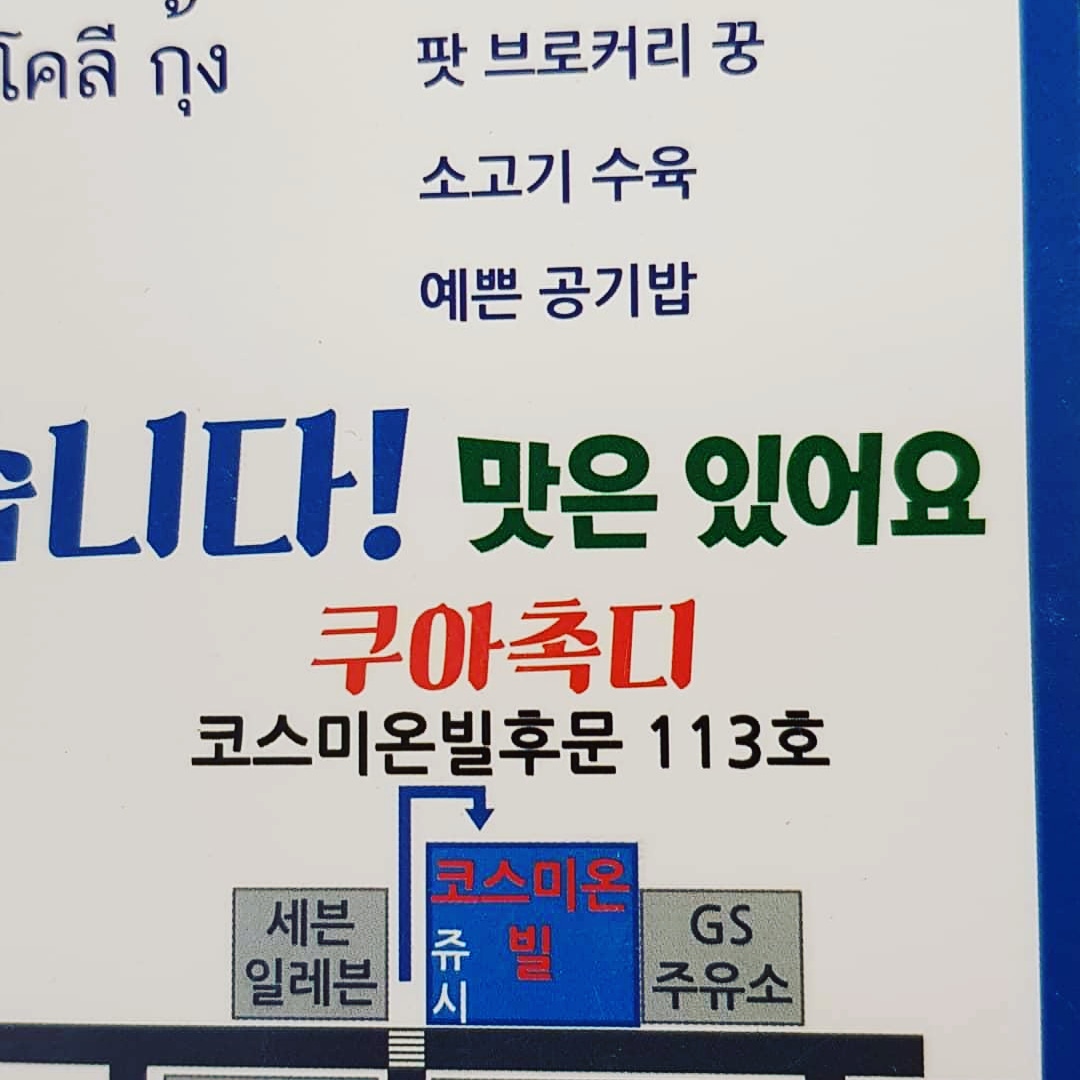 โคลี กุ้ง 팟 브로커리 꿍
소고기 수육
예쁜 공기밥
습니다! 맛은 있어요
쿠아촉디
코스미온빌후문 113호
코스미온
빌
쥬
시
세븐
일레븐
GS
주유소